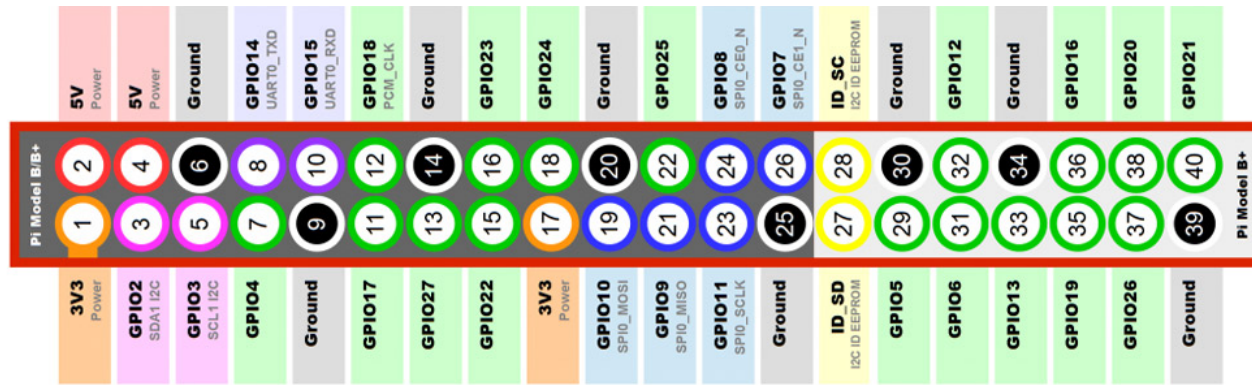 5V
Power
5V
Power
Ground
GPIO14
UART0_TXD
GPIO15
UART0_RXD
GPIO18
PCM_CLK
Ground
GPIO23
GPIO24
Ground
GPIO25
GPIO8
SPI0_CE0_N
GPIO7
SPI0_CE1_N
ID_SC
I2C ID EEPROM
Ground
GPIO12
Ground
GPIO16
GPIO20
GPIO21
Pi Model B/B+
2 4 6 8 10 12 14 16 18 20 22 24 26 28 30 32 34 36 38 40
1 3 5 7 9 11 13 15 17 19 21 23 25 27 29 31 33 35 37 39
Pi Model B+
3V3
Power
GPIO2
SDA1 I2C
GPIO3
SCL1 I2C
GPIO4
Ground
GPIO17
GPIO27
GPIO22
3V3
Power
GPIO10
SPI0_MOSI
GPIO9
SPI0_MISO
GPIO11
SPI0_SCLK
Ground
ID_SD
I2C ID EEPROM
GPIO5
GPIO6
GPIO13
GPIO19
GPIO26
Ground